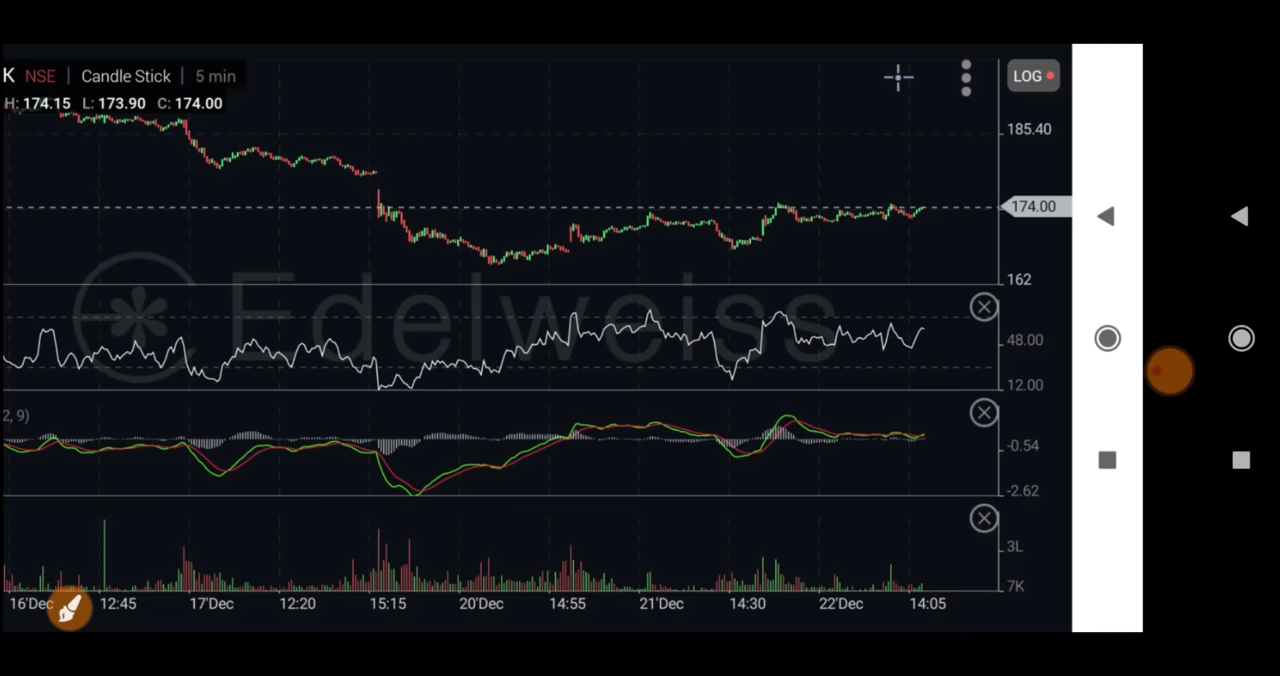 K NSE | Candle Stick | 5 min
LOG
H: 174.15 L: 173.90 C: 174.00
185.40
174.00
162
Edelweiss
48.00
12.00
2, 9)
-0.54
-2.62
3L
7K
16'Dec 12:45 17'Dec 12:20 15:15 20'Dec 14:55 21'Dec 14:30 22'Dec 14:05